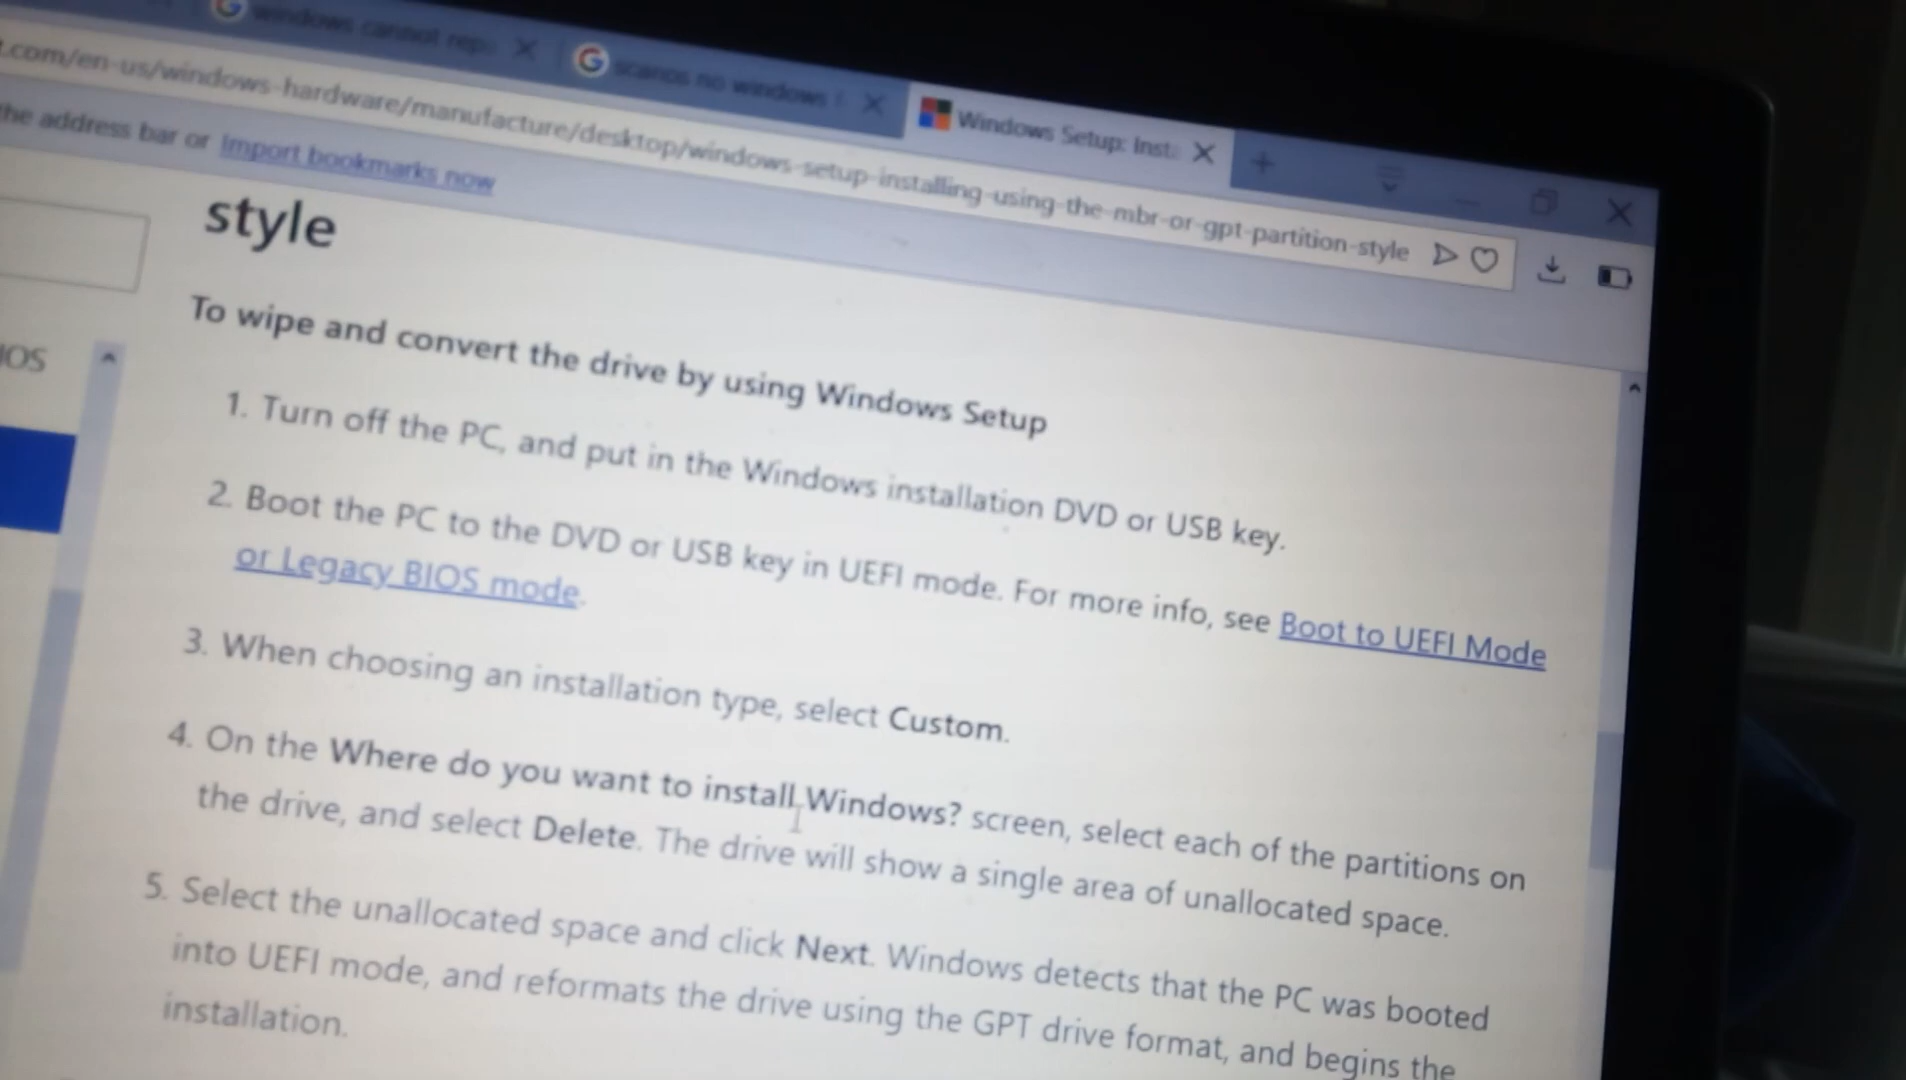 windows cannot rep
scanos no windows
Windows Setup: Inst
t.com/en-us/windows-hardware/manufacture/desktop/windows-setup-installing-using-the-mbr-or-gpt-partition-style
the address bar or Import bookmarks now
style
IOS
To wipe and convert the drive by using Windows Setup
1. Turn off the PC, and put in the Windows installation DVD or USB key.
2. Boot the PC to the DVD or USB key in UEFI mode. For more info, see Boot to UEFI Mode
or Legacy BIOS mode.
3. When choosing an installation type, select Custom.
4. On the Where do you want to install Windows? screen, select each of the partitions on
the drive, and select Delete. The drive will show a single area of unallocated space.
5. Select the unallocated space and click Next. Windows detects that the PC was booted
into UEFI mode, and reformats the drive using the GPT drive format, and begins the
installation.